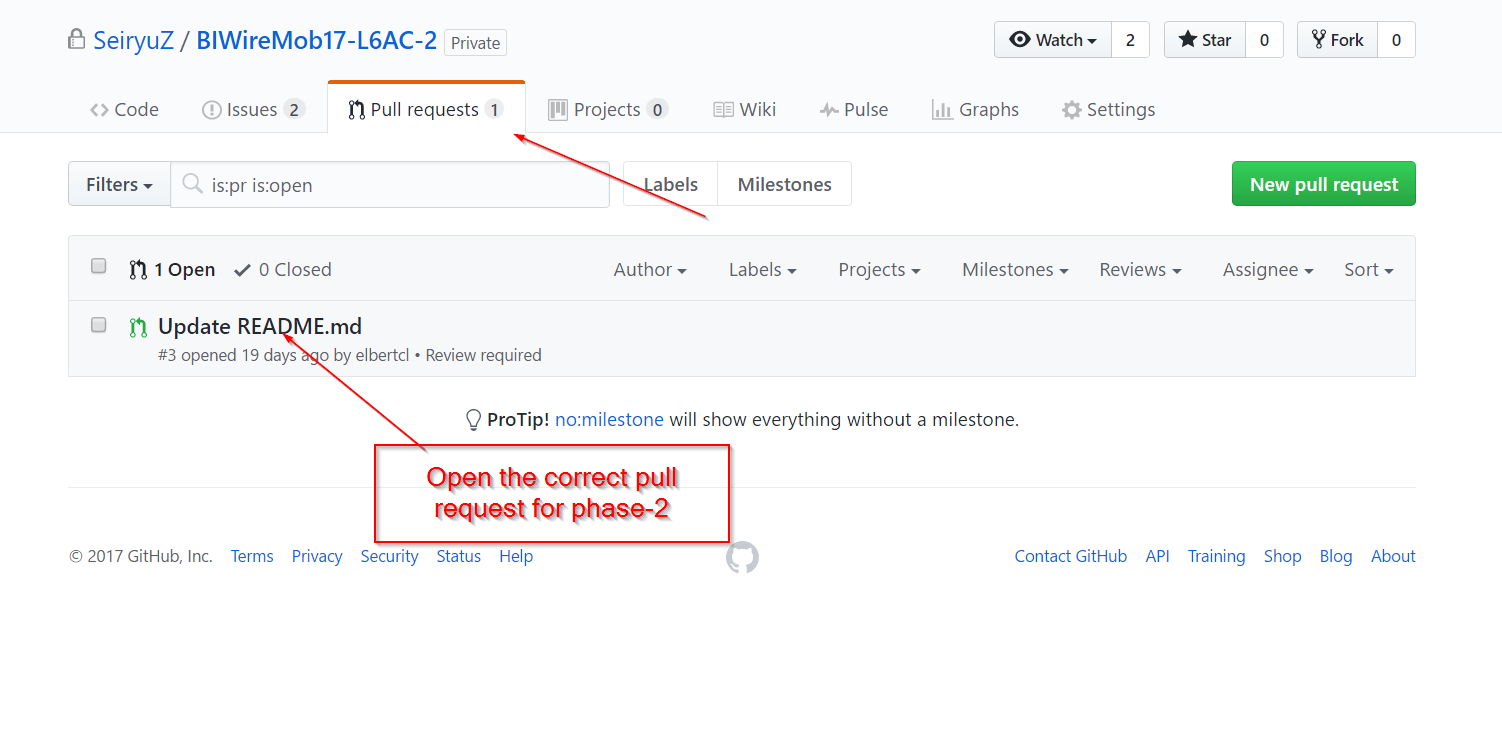 SeiryuZ / BIWireMob17-L6AC-2 Private
Watch 2 Star 0 Fork 0
Code Issues 2 Pull requests 1 Projects 0 Wiki Pulse Graphs Settings
Filters is:pr is:open Labels Milestones New pull request
1 Open 0 Closed Author Labels Projects Milestones Reviews Assignee Sort
Update README.md
#3 opened 19 days ago by elbertcl • Review required
ProTip! no:milestone will show everything without a milestone.
Open the correct pull
request for phase-2
© 2017 GitHub, Inc. Terms Privacy Security Status Help Contact GitHub API Training Shop Blog About